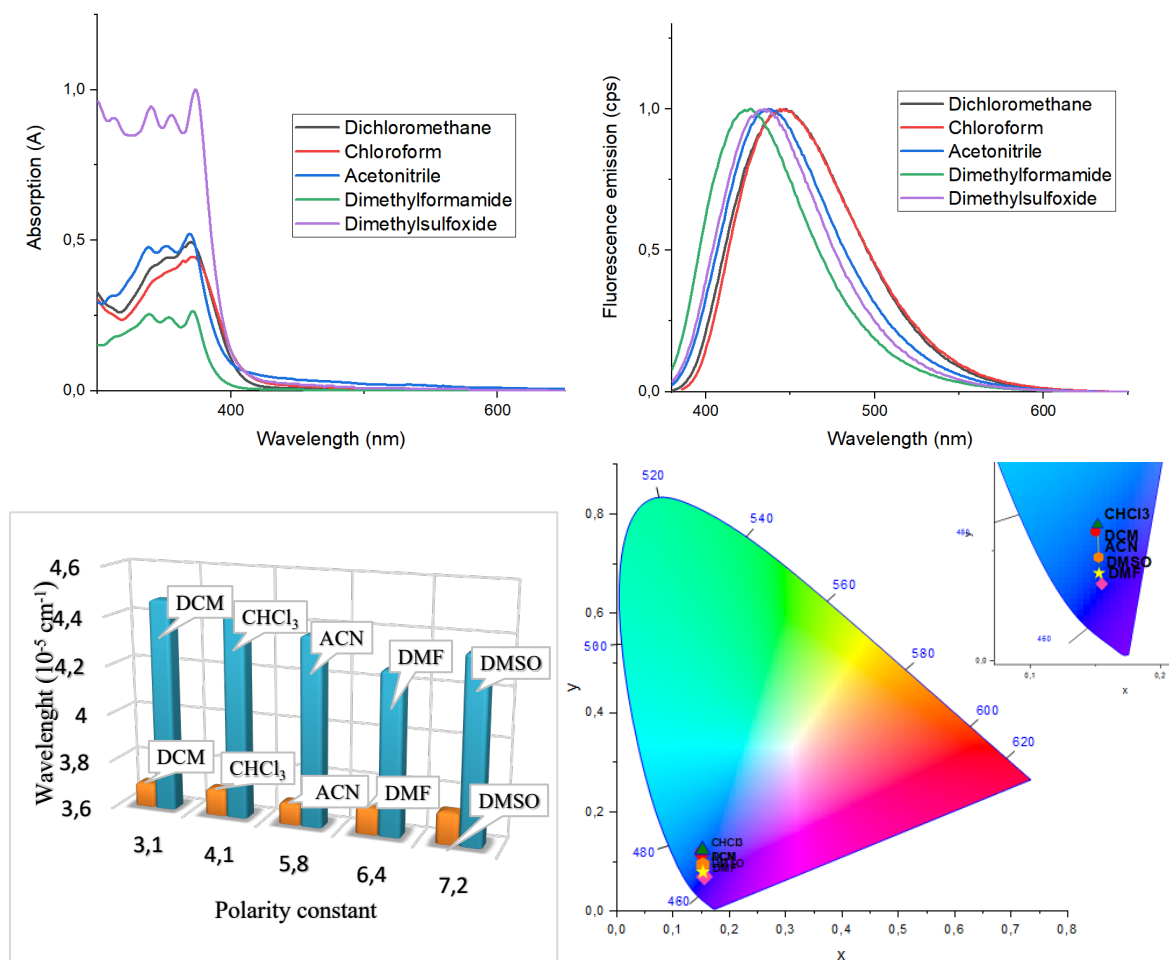 Absorption (A)
1,0
0,5
0,0
400
600
Wavelength (nm)
Dichloromethane
Chloroform
Acetonitrile
Dimethylformamide
Dimethylsulfoxide
Fluorescence emission (cps)
1,0
0,5
0,0
400
500
600
Wavelength (nm)
Dichloromethane
Chloroform
Acetonitrile
Dimethylformamide
Dimethylsulfoxide
Wavelenght (10⁻⁵ cm⁻¹)
4,6
4,4
4,2
4
3,8
3,6
DCM
CHCl₃
ACN
DMF
DMSO
DCM
CHCl₃
ACN
DMF
DMSO
3,1
4,1
5,8
6,4
7,2
Polarity constant
y
0,8
0,6
0,4
0,2
0,0
0,0
0,1
0,2
0,3
0,4
0,5
0,6
0,7
0,8
x
520
540
560
580
600
620
500
480
460
CHCl3
DMSO
DMF
CHCl3
DCM
ACN
DMSO
DMF
460
0,0
0,1
0,2
x